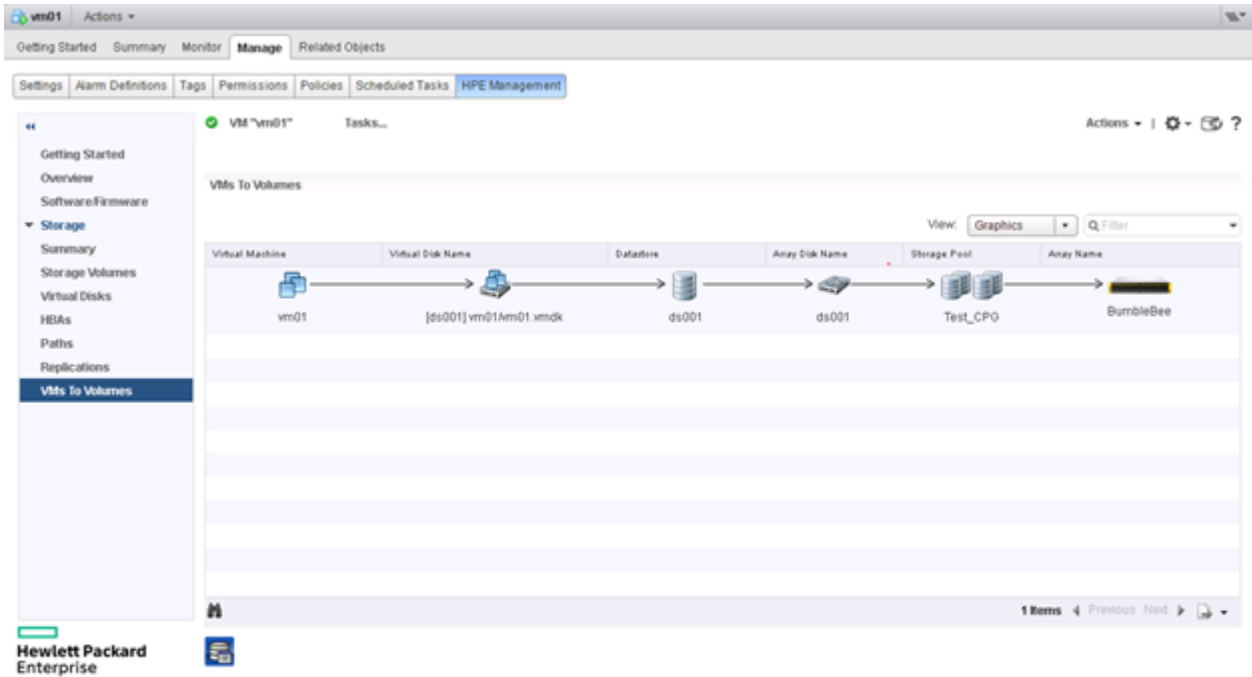 vm01 Actions
Getting Started Summary Monitor Manage Related Objects
Settings Alarm Definitions Tags Permissions Policies Scheduled Tasks HPE Management
VM "vm01" Tasks... Actions | ?
Getting Started
Overview
Software/Firmware
Storage
Summary
Storage Volumes
Virtual Disks
HBAs
Paths
Replications
VMs To Volumes
VMs To Volumes
View: Graphics Filter
Virtual Machine Virtual Disk Name Datastore Array Disk Name Storage Pool Array Name
vm01 [ds001] vm01/vm01.vmdk ds001 ds001 Test_CPG BumbleBee
1 Items Previous Next
Hewlett Packard
Enterprise